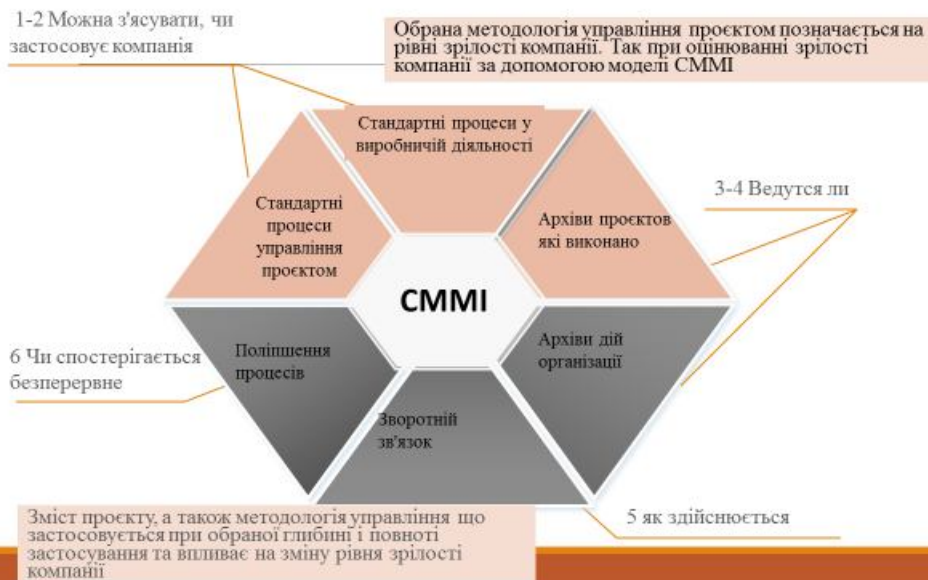 1-2 Можна з'ясувати, чи
застосовує компанія
Обрана методологія управління проєктом позначається на
рівні зрілості компанії. Так при оцінюванні зрілості
компанії за допомогою моделі СММІ
Стандартні процеси у
виробничій діяльності
Стандартні
процеси
управління
проєктом
Архіви проєктів
які виконано
3-4 Ведутся ли
CMMI
Поліпшення
процесів
Архіви дій
організації
6 Чи спостерігається
безперервне
Зворотній
зв'язок
5 як здійснюється
Зміст проєкту, а також методологія управління що
застосовується при обраної глибині і повноті
застосування та впливає на зміну рівня зрілості
компанії